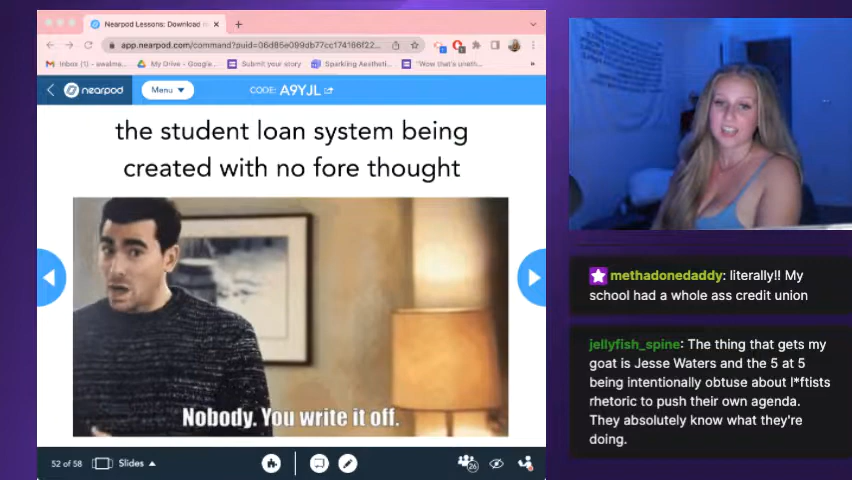 Nearpod Lessons: Download
app.nearpod.com/command?puid=06d85e099db77cc174166f22...
Inbox
My Drive - Google...
Submit your story
Sparkling Aestheti...
"Wow that's uneth...
nearpod
Menu
CODE: A9YJL
the student loan system being
created with no fore thought
Nobody. You write it off.
52 of 58
Slides
26
methadonedaddy: literally!! My
school had a whole ass credit union
jellyfish_spine: The thing that gets my
goat is Jesse Waters and the 5 at 5
being intentionally obtuse about l*ftists
rhetoric to push their own agenda.
They absolutely know what they're
doing.